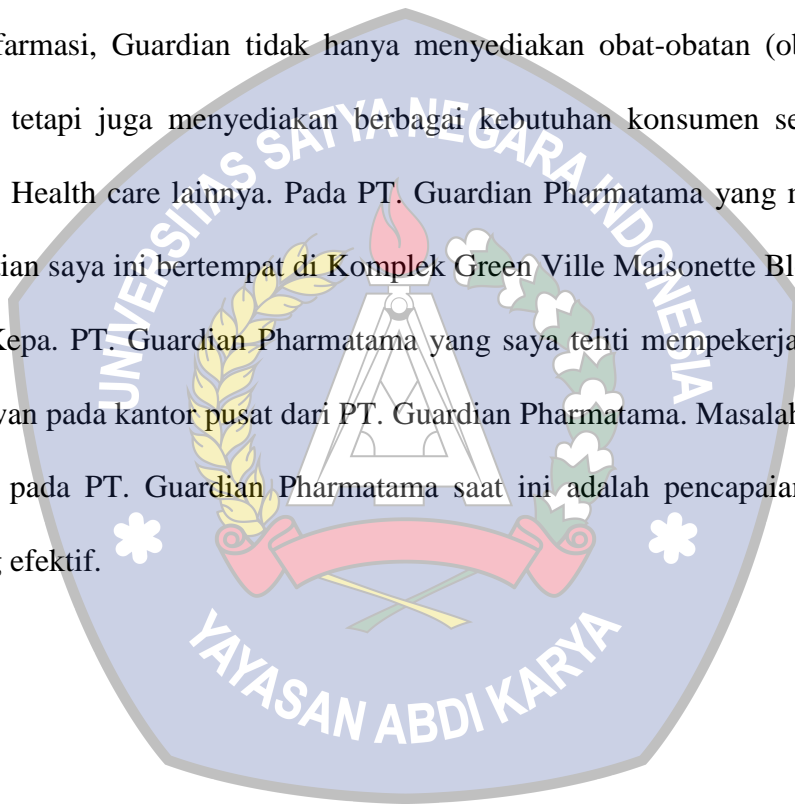 farmasi, Guardian tidak hanya menyediakan obat-obatan (ob
tetapi juga menyediakan berbagai kebutuhan konsumen se
Health care lainnya. Pada PT. Guardian Pharmatama yang
ian saya ini bertempat di Komplek Green Ville Maisonette Bl
Kepa. PT. Guardian Pharmatama yang saya teliti mempekerja
van pada kantor pusat dari PT. Guardian Pharmatama. Masalah
pada PT. Guardian Pharmatama saat ini adalah pencapaian
efektif.
UNIVERSITAS SATYA NEGARA INDONESIA
YAYASAN ABDI KARYA